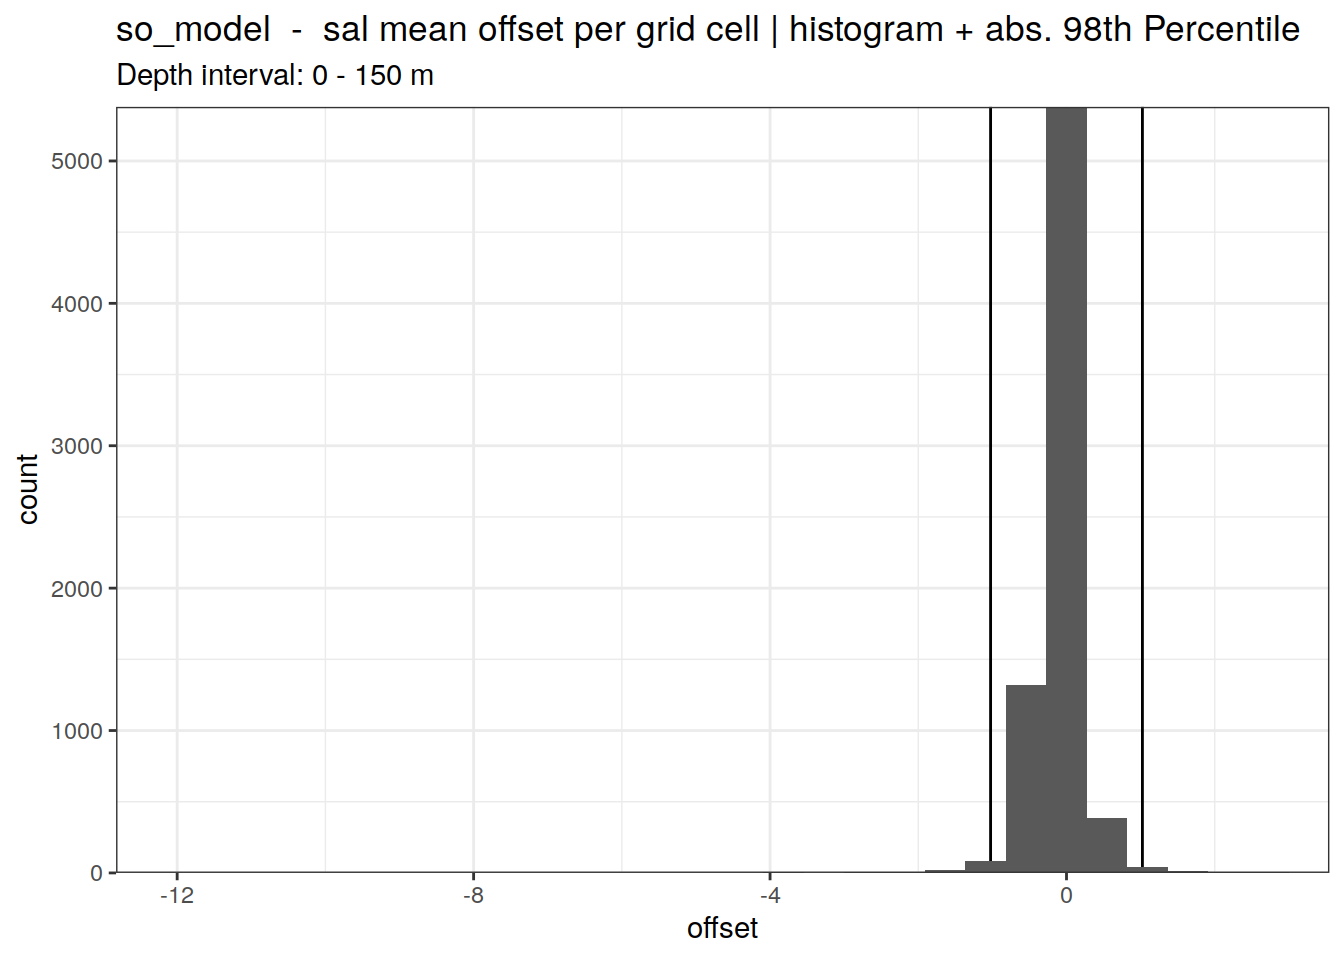 so_model  -  sal mean offset per grid cell | histogram + abs. 98th Percentile
Depth interval: 0 - 150 m
5000
4000
3000
2000
1000
0
count
-12
-8
-4
0
offset